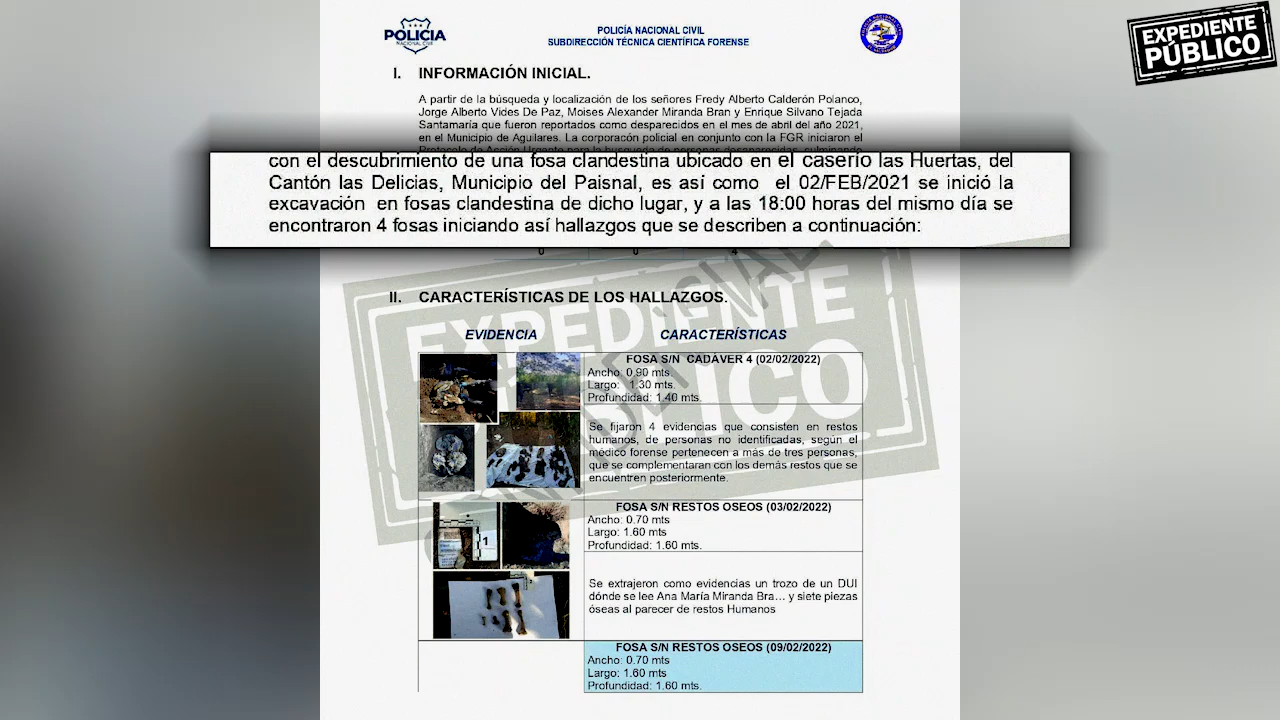 POLICÍA
NACIONAL CIVIL
POLICÍA NACIONAL CIVIL
SUBDIRECCIÓN TÉCNICA CIENTÍFICA FORENSE
EXPEDIENTE
PÚBLICO
I. INFORMACIÓN INICIAL.
A partir de la búsqueda y localización de los señores Fredy Alberto Calderón Polanco,
Jorge Alberto Vides De Paz, Moises Alexander Miranda Bran y Enrique Silvano Tejada
Santamaría que fueron reportados como desparecidos en el mes de abril del año 2021,
en el Municipio de Aguilares. La corporacón policial en conjunto con la FGR iniciaron el
con el descubrimiento de una fosa clandestina ubicado en el caserío las Huertas, del
Cantón las Delicias, Municipio del Paisnal, es así como el 02/FEB/2021 se inició la
excavación en fosas clandestina de dicho lugar, y a las 18:00 horas del mismo día se
encontraron 4 fosas iniciando así hallazgos que se describen a continuación:
II. CARACTERÍSTICAS DE LOS HALLAZGOS.
EXPEDIENTE
PÚBLICO
EVIDENCIA CARACTERÍSTICAS
FOSA S/N CADÁVER 4 (02/02/2022)
Ancho: 0.90 mts.
Largo: 1.30 mts.
Profundidad: 1.40 mts.
Se fijaron 4 evidencias que consisten en restos
humanos, de personas no identificadas, según el
médico forense pertenecen a más de tres personas,
que se complementaran con los demás restos que se
encuentren posteriormente.
FOSA S/N RESTOS OSEOS (03/02/2022)
Ancho: 0.70 mts
Largo: 1.60 mts
Profundidad: 1.60 mts.
1
Se extrajeron como evidencias un trozo de un DUI
dónde se lee Ana María Miranda Bra… y siete piezas
óseas al parecer de restos Humanos
FOSA S/N RESTOS OSEOS (09/02/2022)
Ancho: 0.70 mts
Largo: 1.60 mts.
Profundidad: 1.60 mts.